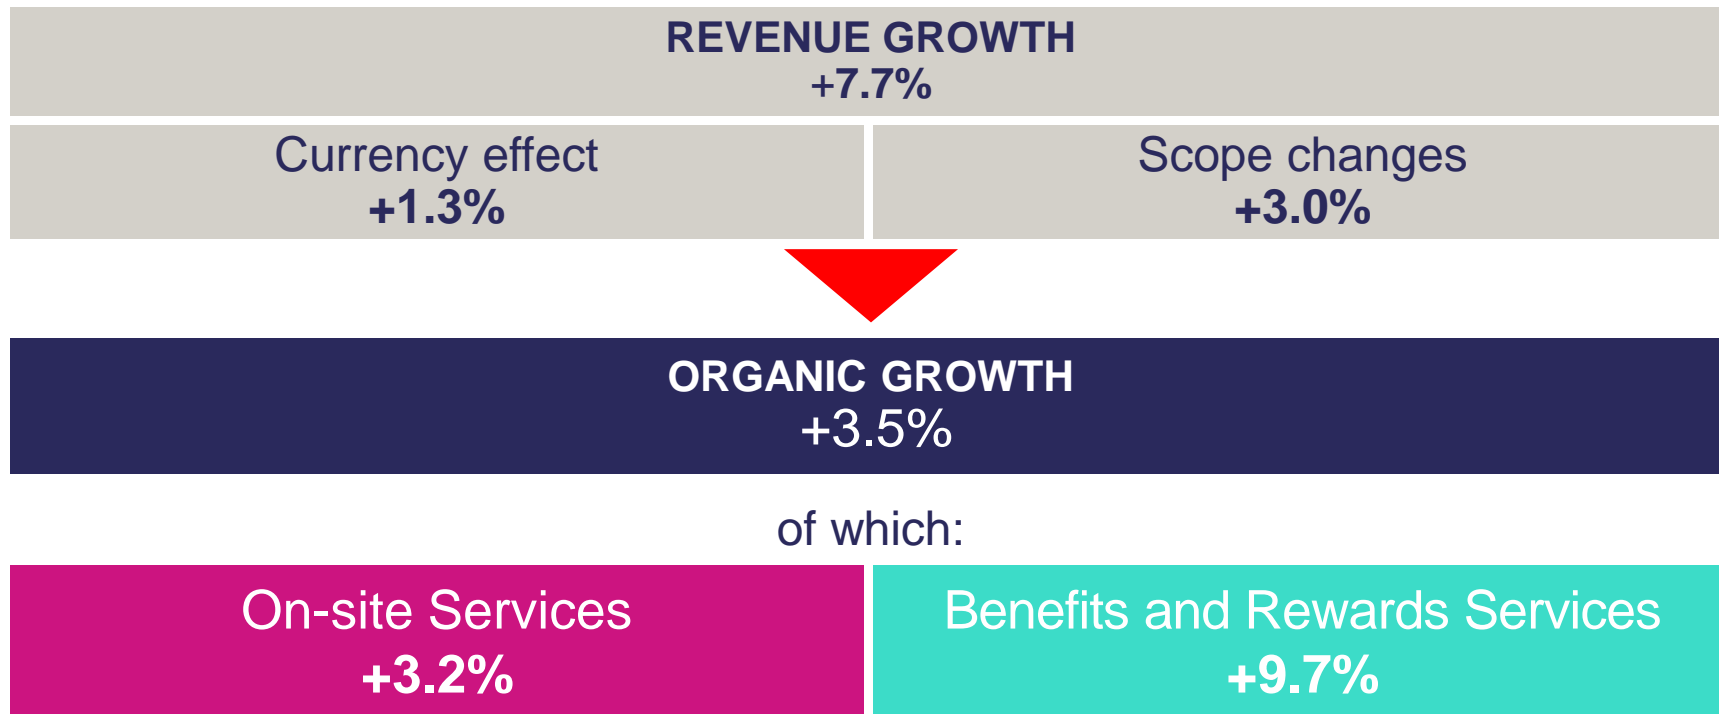 REVENUE GROWTH
+7.7%
Currency effect
+1.3%
Scope changes
+3.0%
ORGANIC GROWTH
+3.5%
of which:
On-site Services
+3.2%
Benefits and Rewards Services
+9.7%